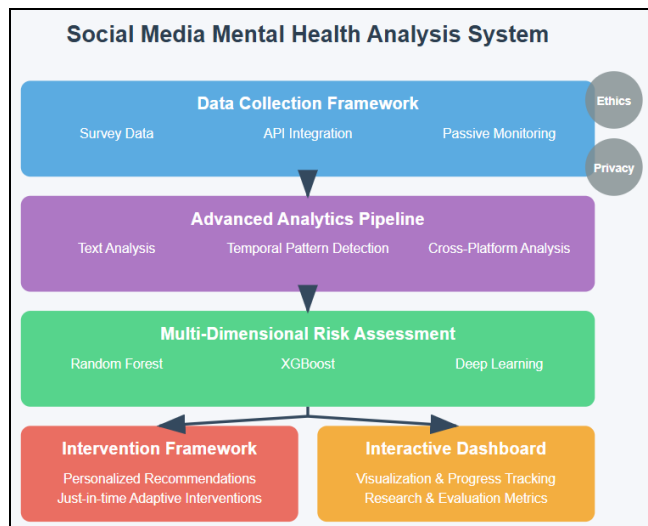 Social Media Mental Health Analysis System
Data Collection Framework
Ethics
Survey Data API Integration Passive Monitoring
Privacy
Advanced Analytics Pipeline
Text Analysis Temporal Pattern Detection Cross-Platform Analysis
Multi-Dimensional Risk Assessment
Random Forest XGBoost Deep Learning
Intervention Framework
Personalized Recommendations
Just-in-time Adaptive Interventions
Interactive Dashboard
Visualization & Progress Tracking
Research & Evaluation Metrics